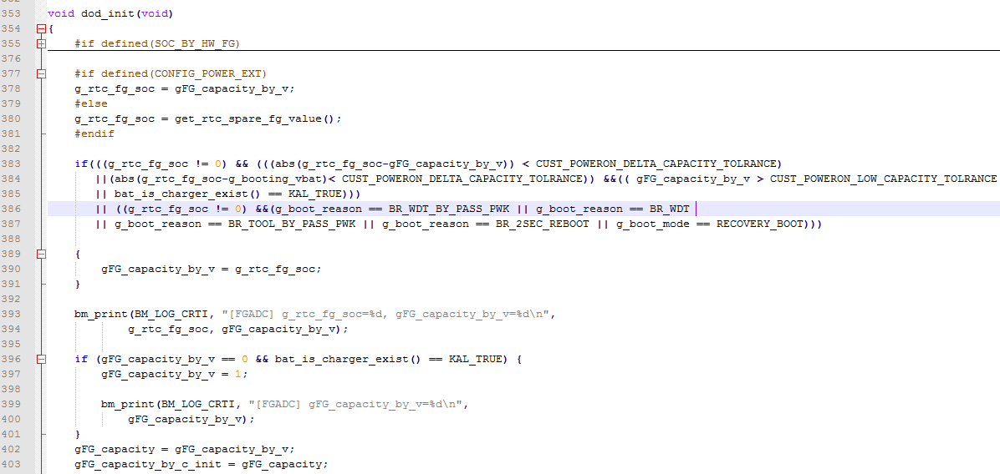 352
353 void dod_init(void)
354 {
355 #if defined(SOC_BY_HW_FG)
376
377 #if defined(CONFIG_POWER_EXT)
378 g_rtc_fg_soc = gFG_capacity_by_v;
379 #else
380 g_rtc_fg_soc = get_rtc_spare_fg_value();
381 #endif
382
383 if(((g_rtc_fg_soc != 0) && (((abs(g_rtc_fg_soc-gFG_capacity_by_v)) < CUST_POWERON_DELTA_CAPACITY_TOLRANCE)
384 ||(abs(g_rtc_fg_soc-g_booting_vbat)< CUST_POWERON_DELTA_CAPACITY_TOLRANCE)) &&(( gFG_capacity_by_v > CUST_POWERON_LOW_CAPACITY_TOLRANCE
385 || bat_is_charger_exist() == KAL_TRUE)))
386 || ((g_rtc_fg_soc != 0) &&(g_boot_reason == BR_WDT_BY_PASS_PWK || g_boot_reason == BR_WDT
387 || g_boot_reason == BR_TOOL_BY_PASS_PWK || g_boot_reason == BR_2SEC_REBOOT || g_boot_mode == RECOVERY_BOOT)))
388
389 {
390 gFG_capacity_by_v = g_rtc_fg_soc;
391 }
392
393 bm_print(BM_LOG_CRTI, "[FGADC] g_rtc_fg_soc=%d, gFG_capacity_by_v=%d\n",
394 g_rtc_fg_soc, gFG_capacity_by_v);
395
396 if (gFG_capacity_by_v == 0 && bat_is_charger_exist() == KAL_TRUE) {
397 gFG_capacity_by_v = 1;
398
399 bm_print(BM_LOG_CRTI, "[FGADC] gFG_capacity_by_v=%d\n",
400 gFG_capacity_by_v);
401 }
402 gFG_capacity = gFG_capacity_by_v;
403 gFG_capacity_by_c_init = gFG_capacity;